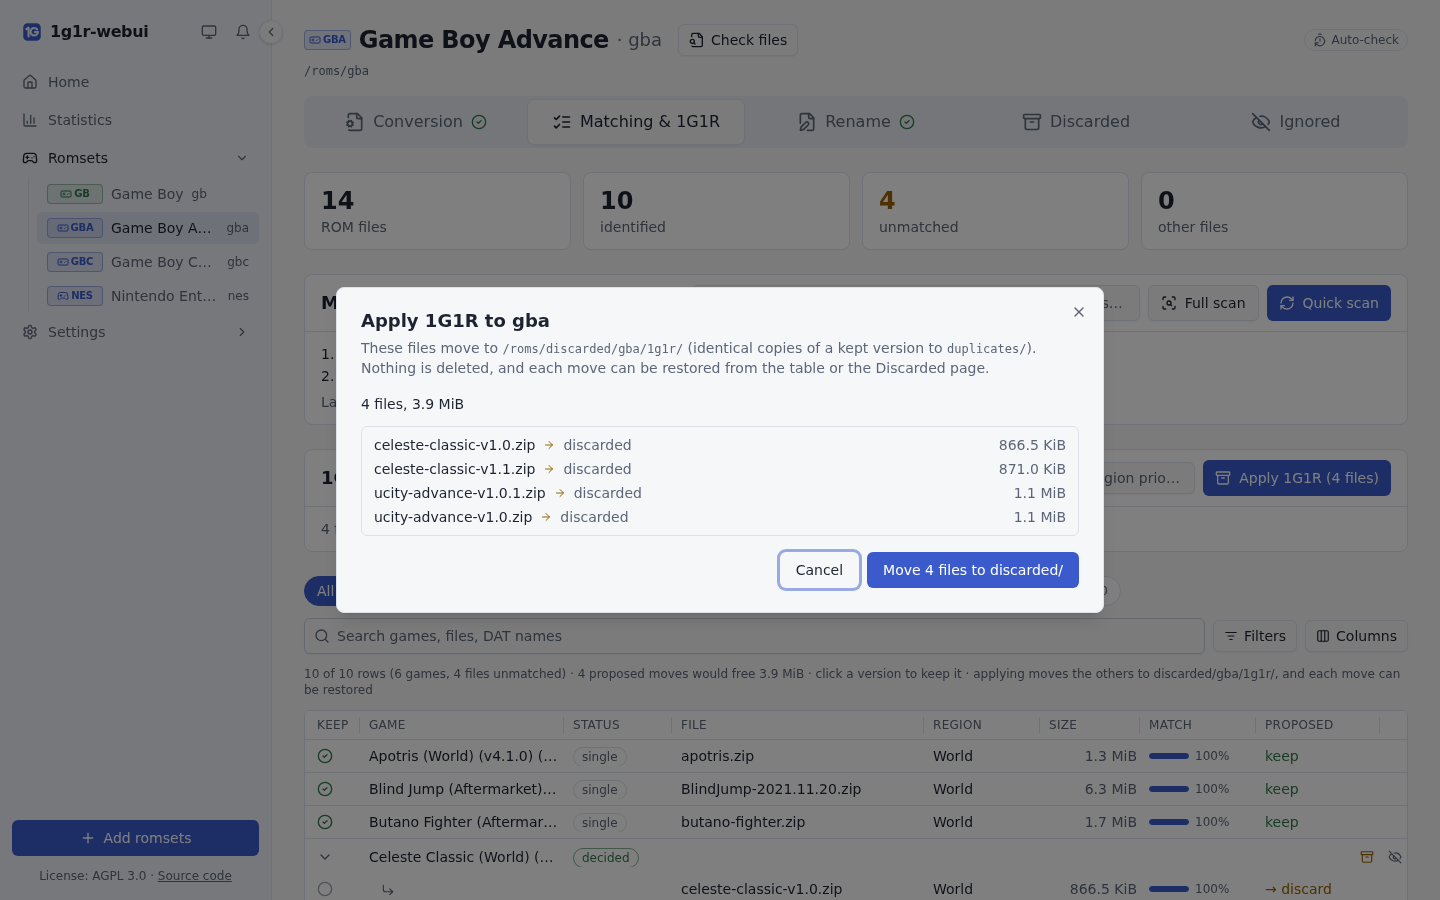 1G 1g1r-webui
Home
Statistics
Romsets
GB Game Boy gb
GBA Game Boy A... gba
GBC Game Boy C... gbc
NES Nintendo Ent... nes
Settings
Add romsets
License: AGPL 3.0 · Source code
GBA Game Boy Advance · gba Check files Auto-check
/roms/gba
Conversion Matching & 1G1R Rename Discarded Ignored
14 10 4 0
ROM files identified unmatched other files
M s... Full scan Quick scan
1.
2.
La
Apply 1G1R to gba
These files move to /roms/discarded/gba/1g1r/ (identical copies of a kept version to duplicates/).
Nothing is deleted, and each move can be restored from the table or the Discarded page.
4 files, 3.9 MiB
celeste-classic-v1.0.zip → discarded 866.5 KiB
celeste-classic-v1.1.zip → discarded 871.0 KiB
ucity-advance-v1.0.1.zip → discarded 1.1 MiB
ucity-advance-v1.0.zip → discarded 1.1 MiB
Cancel Move 4 files to discarded/
gion prio... Apply 1G1R (4 files)
4
All
Search games, files, DAT names Filters Columns
10 of 10 rows (6 games, 4 files unmatched) · 4 proposed moves would free 3.9 MiB · click a version to keep it · applying moves the others to discarded/gba/1g1r/, and each move can
be restored
KEEP GAME STATUS FILE REGION SIZE MATCH PROPOSED
Apotris (World) (v4.1.0) (... single apotris.zip World 1.3 MiB 100% keep
Blind Jump (Aftermarket)... single BlindJump-2021.11.20.zip World 6.3 MiB 100% keep
Butano Fighter (Aftermar... single butano-fighter.zip World 1.7 MiB 100% keep
Celeste Classic (World) (... decided
celeste-classic-v1.0.zip World 866.5 KiB 100% → discard